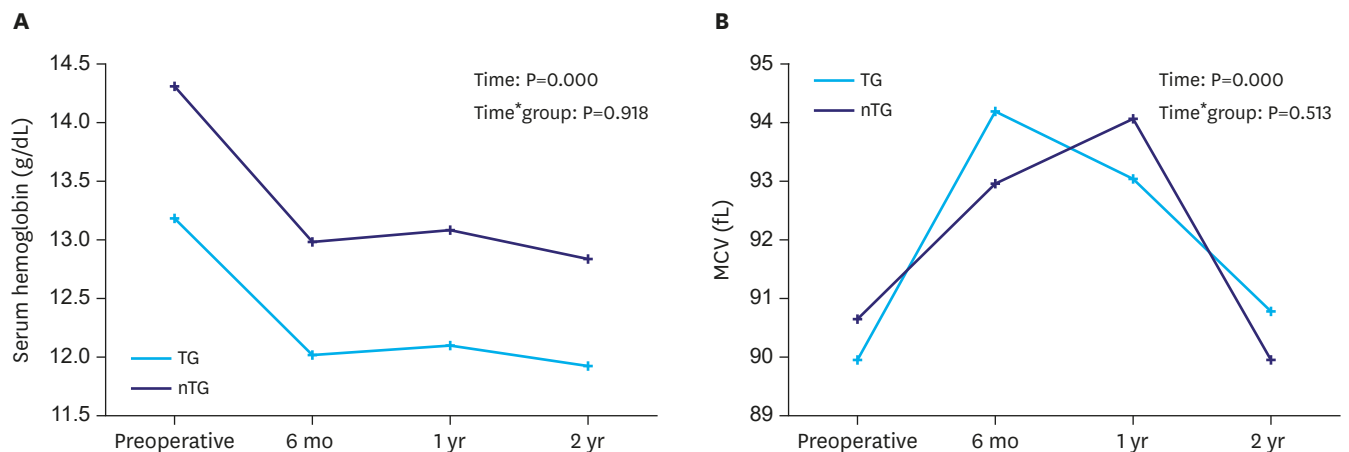 A
Serum hemoglobin (g/dL)
14.5
14.0
13.5
13.0
12.5
12.0
11.5
Time: P=0.000
Time*group: P=0.918
TG
nTG
Preoperative 6 mo 1 yr 2 yr
B
MCV (fL)
95
94
93
92
91
90
89
TG
nTG
Time: P=0.000
Time*group: P=0.513
Preoperative 6 mo 1 yr 2 yr